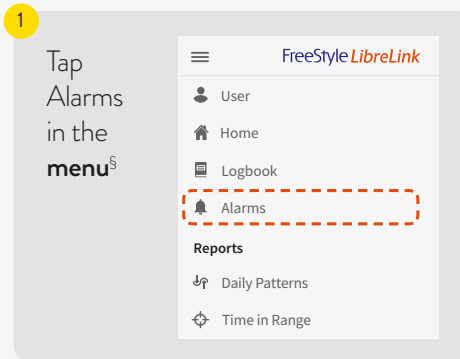 1
Tap
Alarms
in the
menu§
FreeStyle LibreLink
User
Home
Logbook
Alarms
Reports
Daily Patterns
Time in Range